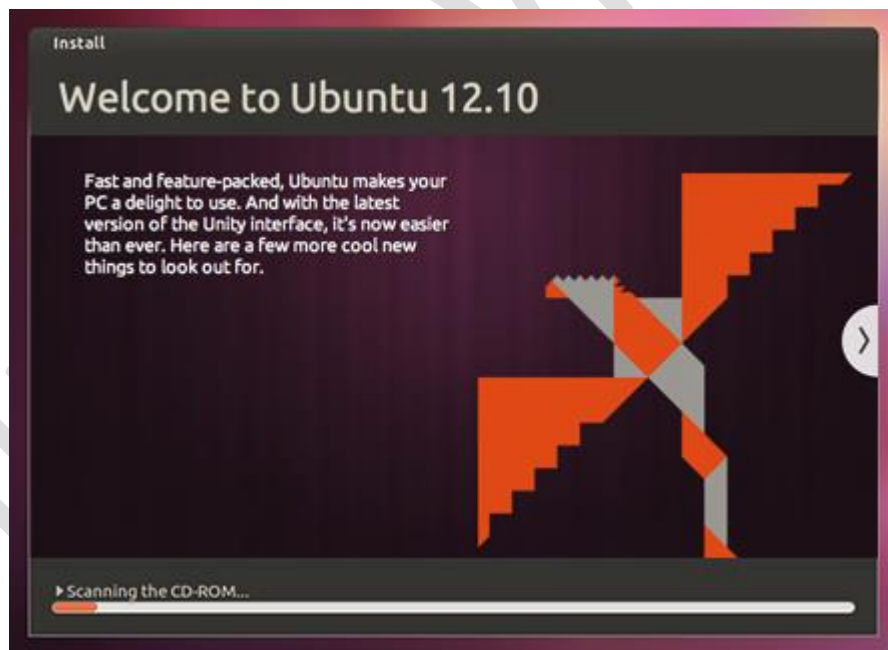 Install
Welcome to Ubuntu 12.10
Fast and feature-packed, Ubuntu makes your
PC a delight to use. And with the latest
version of the Unity interface, it's now easier
than ever. Here are a few more cool new
things to look out for.
Scanning the CD-ROM...